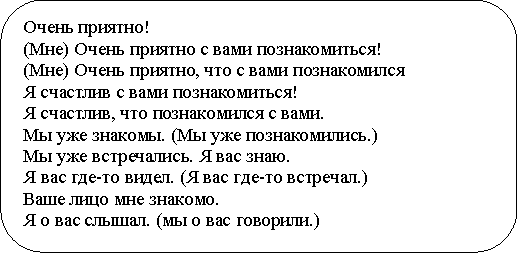 Очень приятно!
(Мне) Очень приятно с вами познакомиться!
(Мне) Очень приятно, что с вами познакомился
Я счастлив с вами познакомиться!
Я счастлив, что познакомился с вами.
Мы уже знакомы. (Мы уже познакомились.)
Мы уже встречались. Я вас знаю.
Я вас где-то видел. (Я вас где-то встречал.)
Ваше лицо мне знакомо.
Я о вас слышал. (мы о вас говорили.)